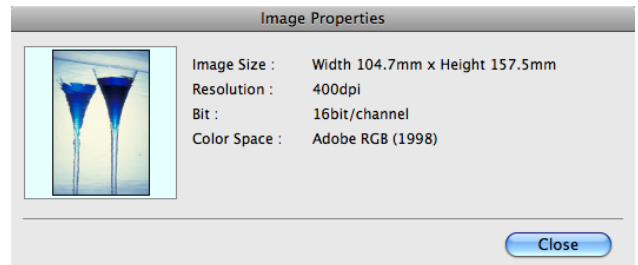 Image Properties
Image Size : Width 104.7mm x Height 157.5mm
Resolution : 400dpi
Bit : 16bit/channel
Color Space : Adobe RGB (1998)
Close